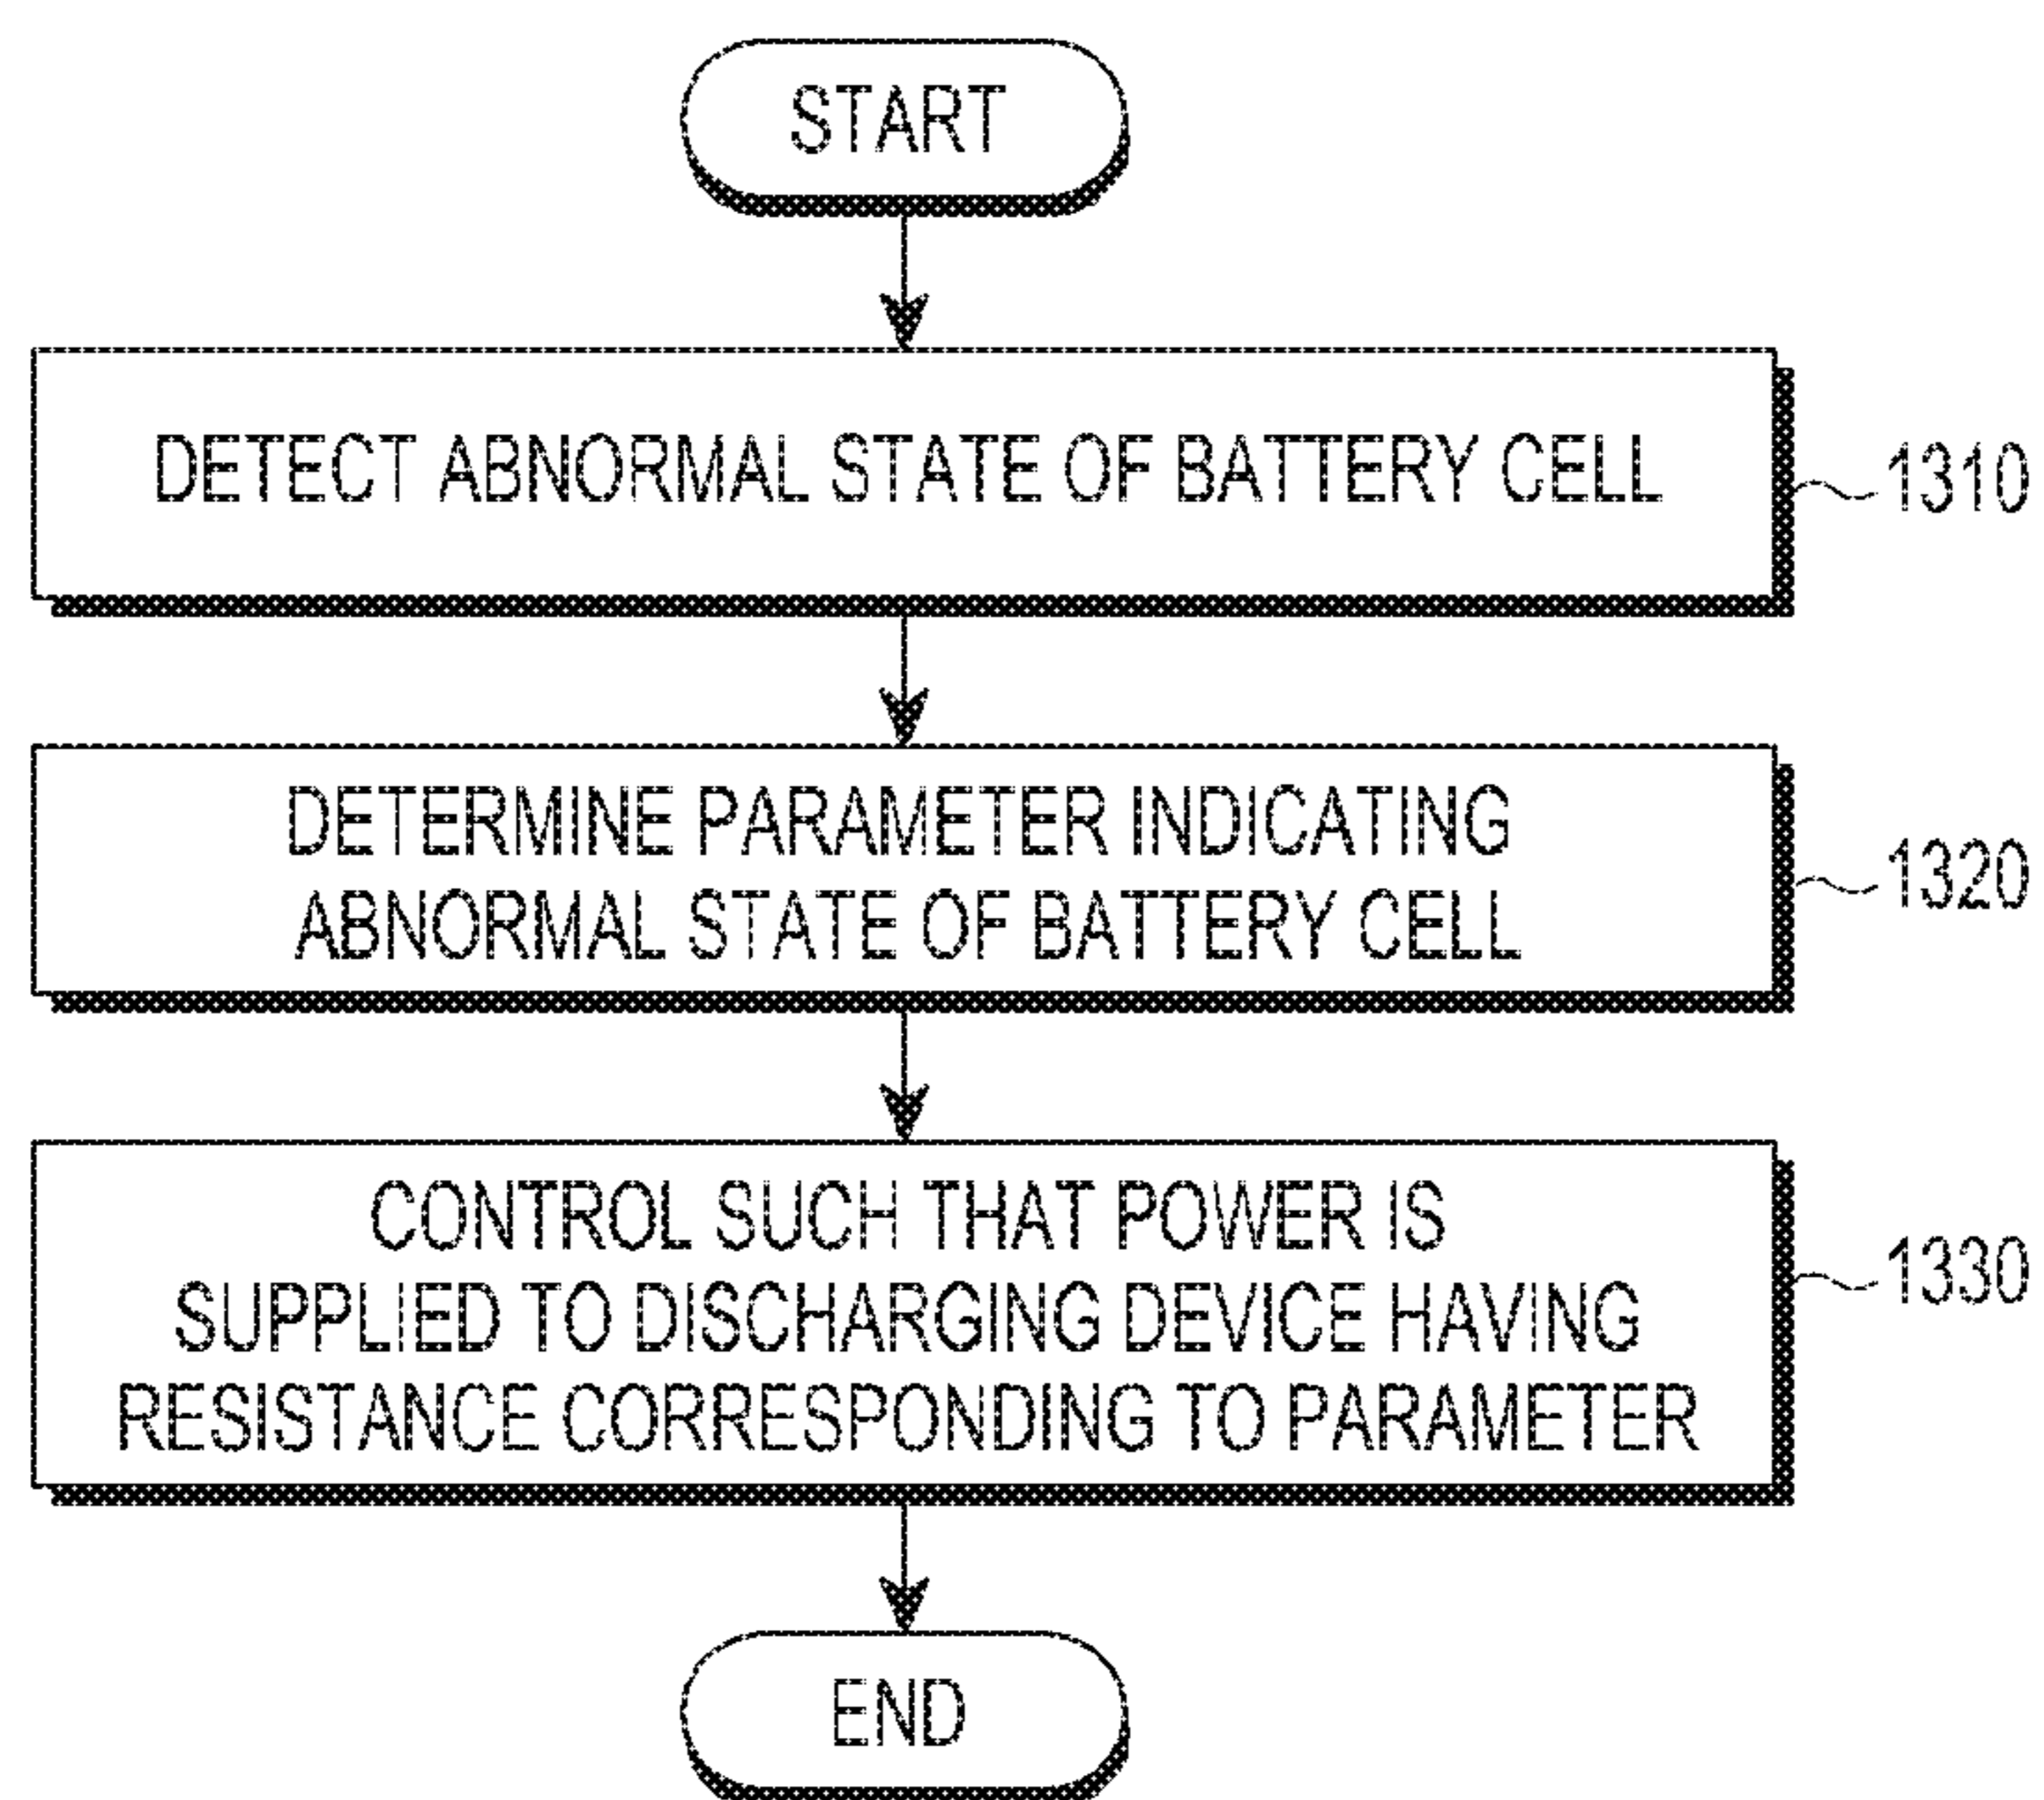 START
DETECT ABNORMAL STATE OF BATTERY CELL
1310
DETERMINE PARAMETER INDICATING
ABNORMAL STATE OF BATTERY CELL
1320
CONTROL SUCH THAT POWER IS
SUPPLIED TO DISCHARGING DEVICE HAVING
RESISTANCE CORRESPONDING TO PARAMETER
1330
END